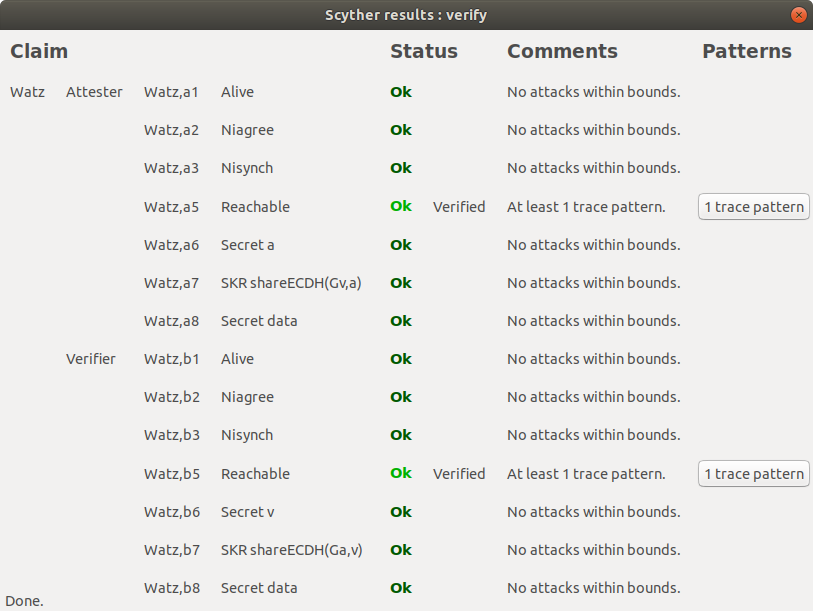 Scyther results : verify
Claim Status Comments Patterns
Watz Attester Watz,a1 Alive Ok No attacks within bounds.
Watz,a2 Niagree Ok No attacks within bounds.
Watz,a3 Nisynch Ok No attacks within bounds.
Watz,a5 Reachable Ok Verified At least 1 trace pattern. 1 trace pattern
Watz,a6 Secret a Ok No attacks within bounds.
Watz,a7 SKR shareECDH(Gv,a) Ok No attacks within bounds.
Watz,a8 Secret data Ok No attacks within bounds.
Verifier Watz,b1 Alive Ok No attacks within bounds.
Watz,b2 Niagree Ok No attacks within bounds.
Watz,b3 Nisynch Ok No attacks within bounds.
Watz,b5 Reachable Ok Verified At least 1 trace pattern. 1 trace pattern
Watz,b6 Secret v Ok No attacks within bounds.
Watz,b7 SKR shareECDH(Ga,v) Ok No attacks within bounds.
Watz,b8 Secret data Ok No attacks within bounds.
Done.